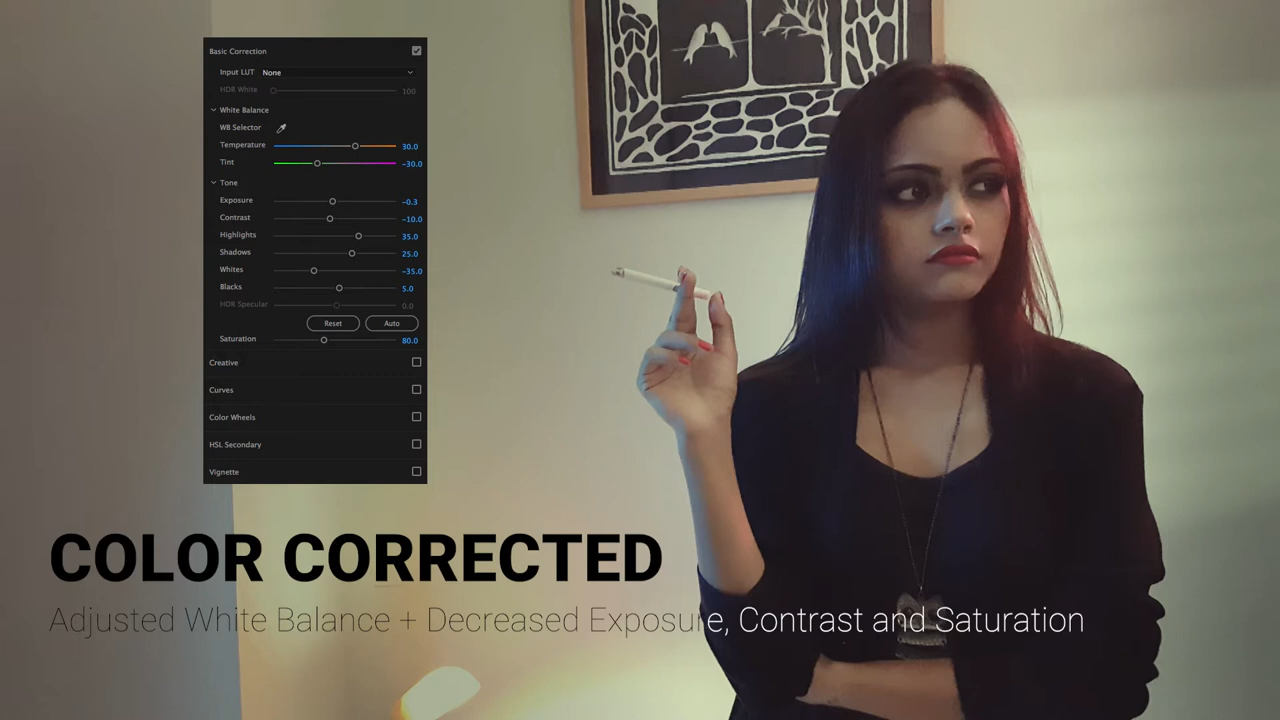 Basic Correction
Input LUT None
HDR White 100
White Balance
WB Selector
Temperature 30.0
Tint -30.0
Tone
Exposure -0.3
Contrast -10.0
Highlights 35.0
Shadows 25.0
Whites -35.0
Blacks 5.0
HDR Specular 0.0
Reset Auto
Saturation 80.0
Creative
Curves
Color Wheels
HSL Secondary
Vignette
COLOR CORRECTED
Adjusted White Balance + Decreased Exposure, Contrast and Saturation